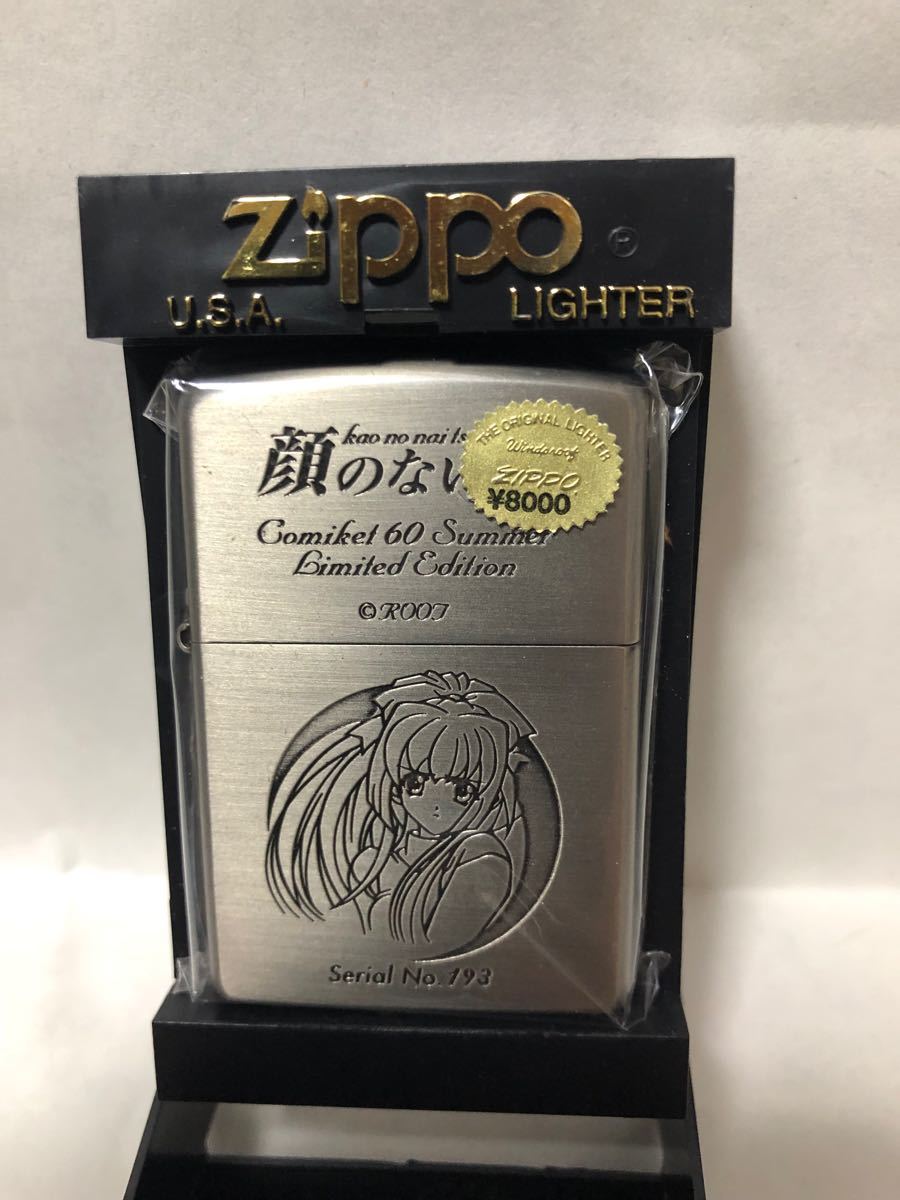 Zippo ®
U.S.A. LIGHTER
kao no nai
顔のない
THE ORIGINAL LIGHTER
Windproof
ZIPPO
¥8000
Comiket 60 Summer
Limited Edition
©ROOT
Serial No. 193